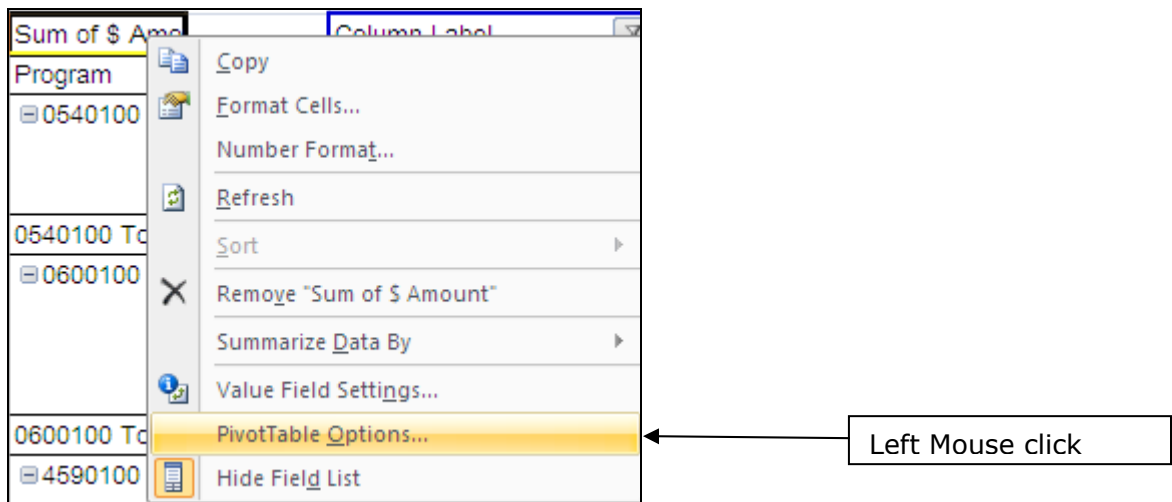 Sum of $ Amo
Column Label
Program
0540100
0540100 To
0600100
0600100 To
4590100
Copy
Format Cells...
Number Format...
Refresh
Sort
Remove "Sum of $ Amount"
Summarize Data By
Value Field Settings...
PivotTable Options...
Hide Field List
Left Mouse click